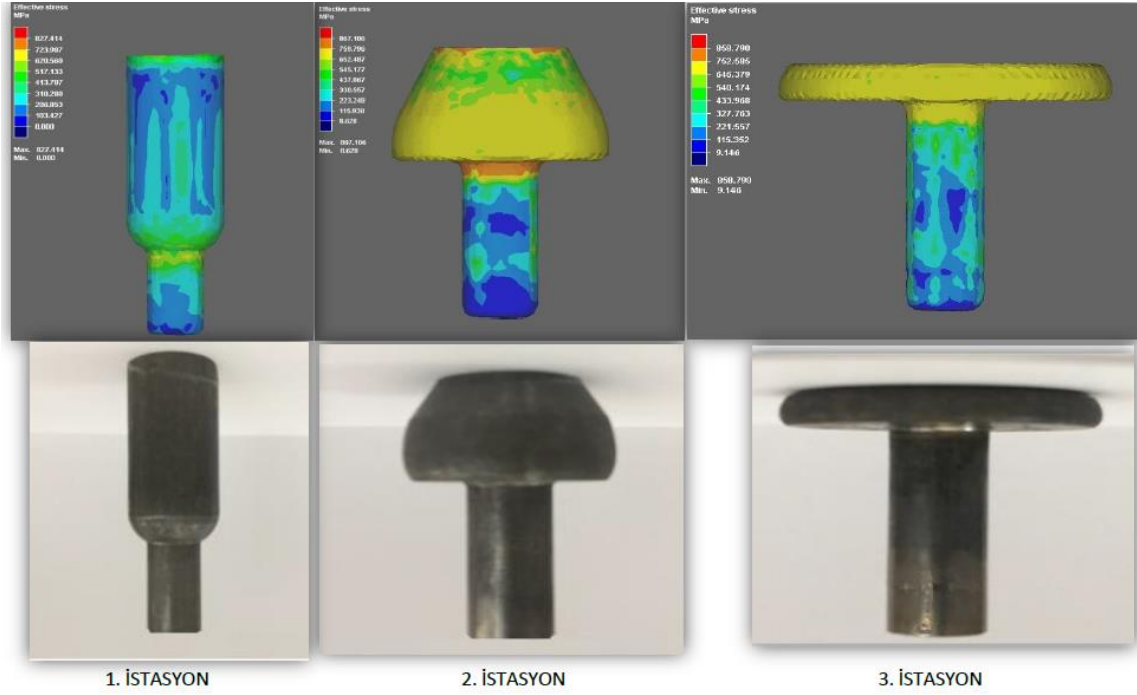 Effective stress
MPa
827.414
723.987
620.560
517.133
413.707
310.280
206.853
103.427
0.000
Max. 827.414
Min. 0.000
Effective stress
MPa
867.106
759.796
652.487
545.177
437.867
330.557
223.248
115.938
8.628
Max. 867.106
Min. 8.628
Effective stress
MPa
858.790
752.585
646.379
540.174
433.968
327.763
221.557
115.352
9.146
Max. 858.790
Min. 9.146
1. İSTASYON
2. İSTASYON
3. İSTASYON